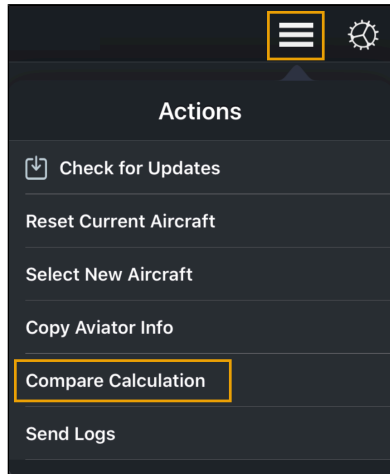 Actions
Check for Updates
Reset Current Aircraft
Select New Aircraft
Copy Aviator Info
Compare Calculation
Send Logs